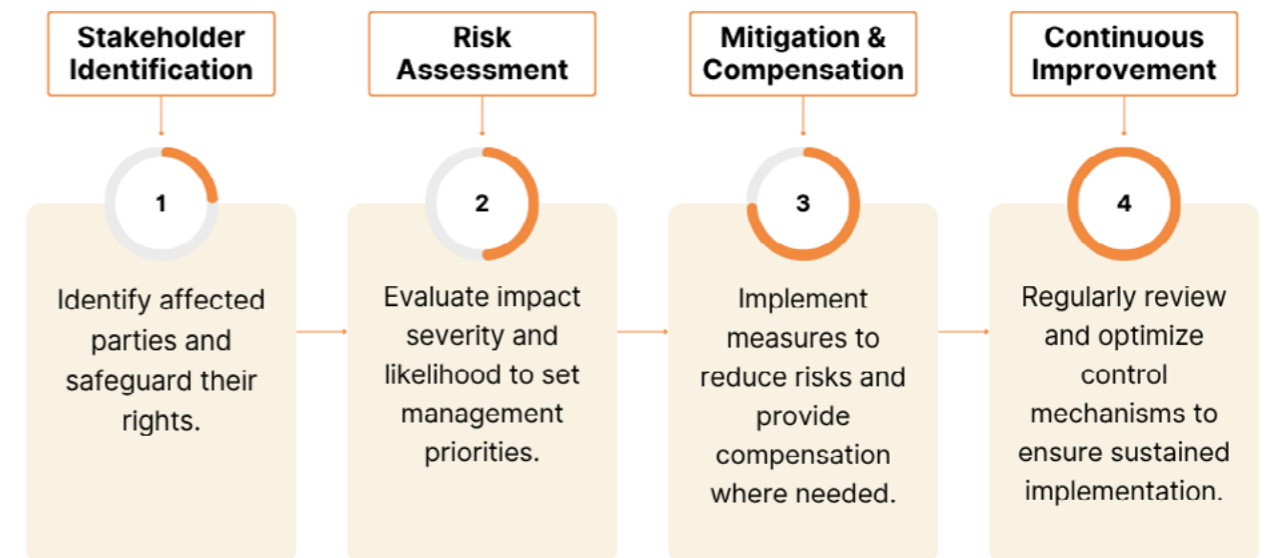 Stakeholder
Identification
Risk
Assessment
Mitigation &
Compensation
Continuous
Improvement
1
2
3
4
Identify affected
parties and
safeguard their
rights.
Evaluate impact
severity and
likelihood to set
management
priorities.
Implement
measures to
reduce risks and
provide
compensation
where needed.
Regularly review
and optimize
control
mechanisms to
ensure sustained
implementation.